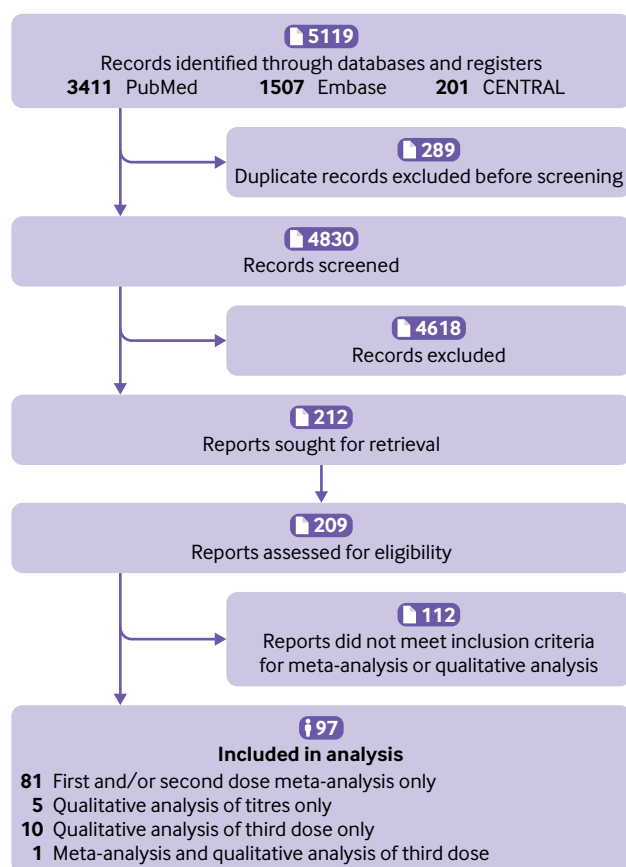 5119
Records identified through databases and registers
3411 PubMed 1507 Embase 201 CENTRAL
289
Duplicate records excluded before screening
4830
Records screened
4618
Records excluded
212
Reports sought for retrieval
209
Reports assessed for eligibility
112
Reports did not meet inclusion criteria
for meta-analysis or qualitative analysis
97
Included in analysis
81 First and/or second dose meta-analysis only
5 Qualitative analysis of titres only
10 Qualitative analysis of third dose only
1 Meta-analysis and qualitative analysis of third dose